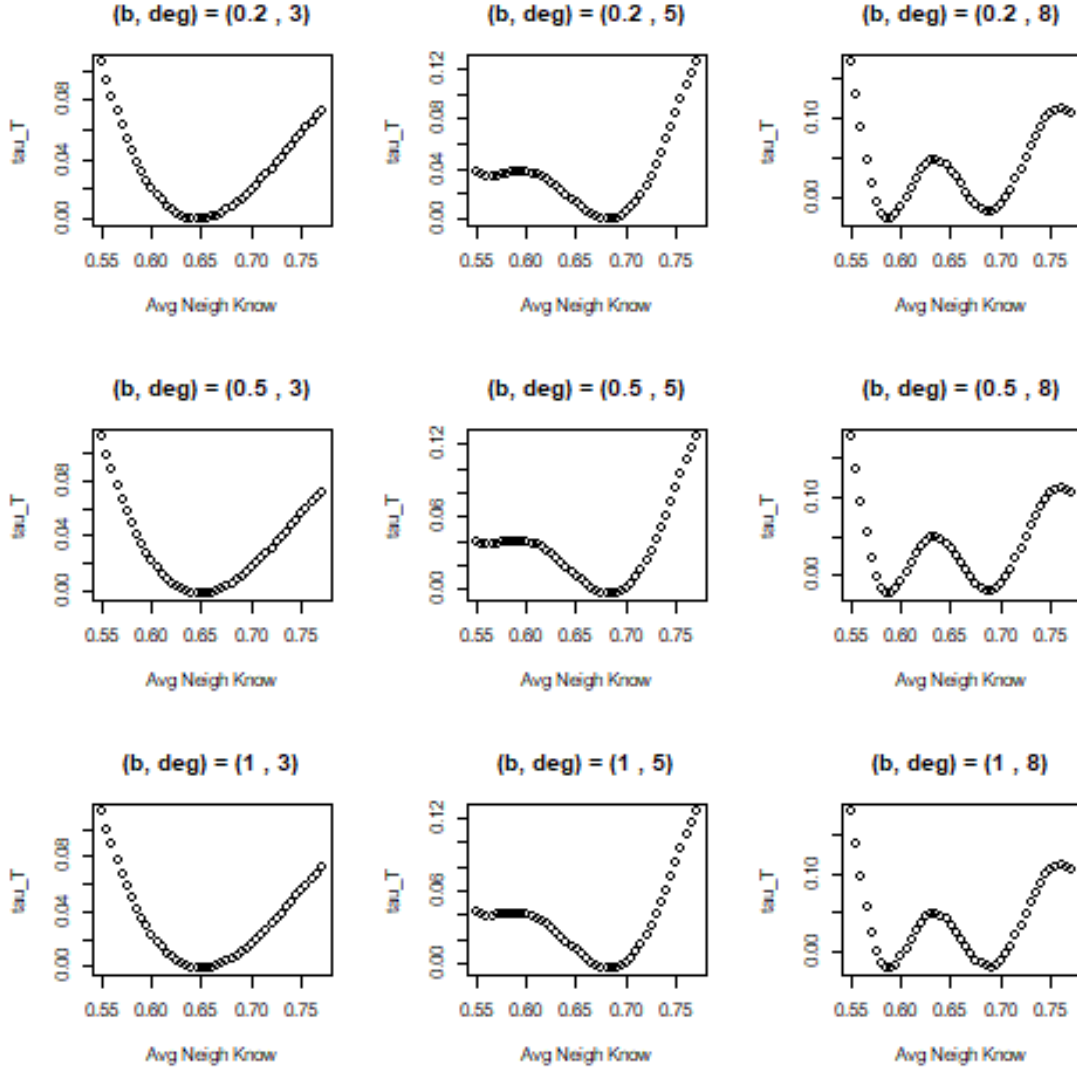 (b, deg) = (0.2 , 3)
tau_T
0.00 0.04 0.08
0.55 0.60 0.65 0.70 0.75
Avg Neigh Know
(b, deg) = (0.2 , 5)
tau_T
0.00 0.04 0.08 0.12
0.55 0.60 0.65 0.70 0.75
Avg Neigh Know
(b, deg) = (0.2 , 8)
tau_T
0.00 0.10
0.55 0.60 0.65 0.70 0.75
Avg Neigh Know
(b, deg) = (0.5 , 3)
tau_T
0.00 0.04 0.08
0.55 0.60 0.65 0.70 0.75
Avg Neigh Know
(b, deg) = (0.5 , 5)
tau_T
0.00 0.06 0.12
0.55 0.60 0.65 0.70 0.75
Avg Neigh Know
(b, deg) = (0.5 , 8)
tau_T
0.00 0.10
0.55 0.60 0.65 0.70 0.75
Avg Neigh Know
(b, deg) = (1 , 3)
tau_T
0.00 0.04 0.08
0.55 0.60 0.65 0.70 0.75
Avg Neigh Know
(b, deg) = (1 , 5)
tau_T
0.00 0.06 0.12
0.55 0.60 0.65 0.70 0.75
Avg Neigh Know
(b, deg) = (1 , 8)
tau_T
0.00 0.10
0.55 0.60 0.65 0.70 0.75
Avg Neigh Know